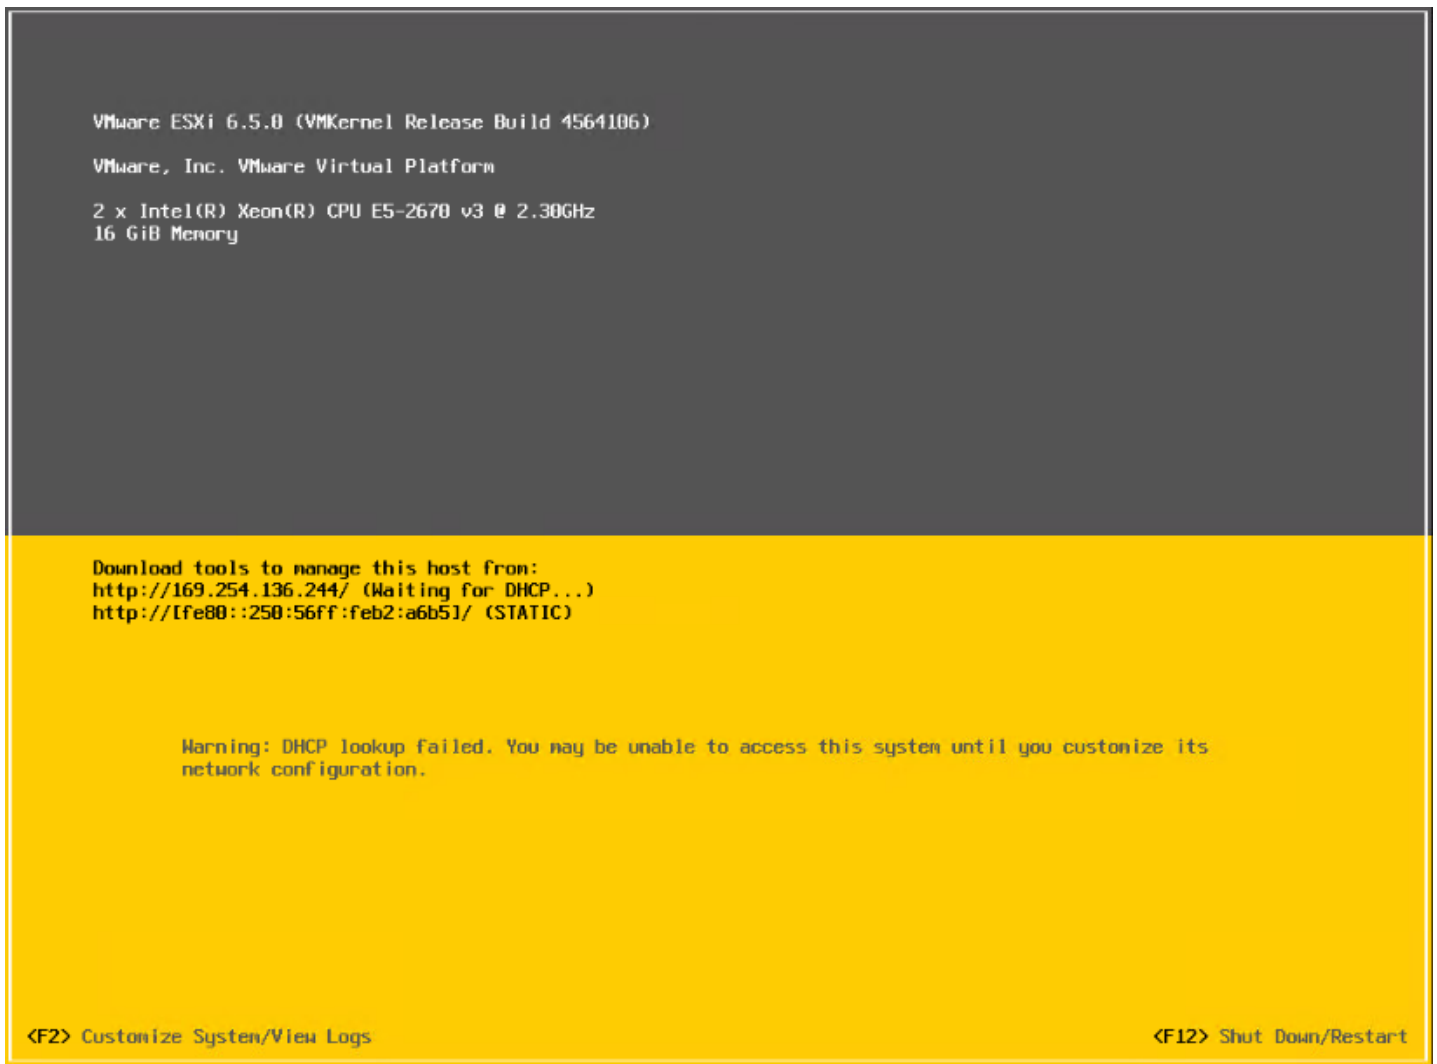 VMware ESXi 6.5.0 (VMKernel Release Build 4564106)
VMware, Inc. VMware Virtual Platform
2 x Intel(R) Xeon(R) CPU E5-2670 v3 @ 2.30GHz
16 GiB Memory
Download tools to manage this host from:
http://169.254.136.244/ (Waiting for DHCP...)
http://[fe80::250:56ff:feb2:a6b5]/ (STATIC)
Warning: DHCP lookup failed. You may be unable to access this system until you customize its
network configuration.
<F2> Customize System/View Logs
<F12> Shut Down/Restart